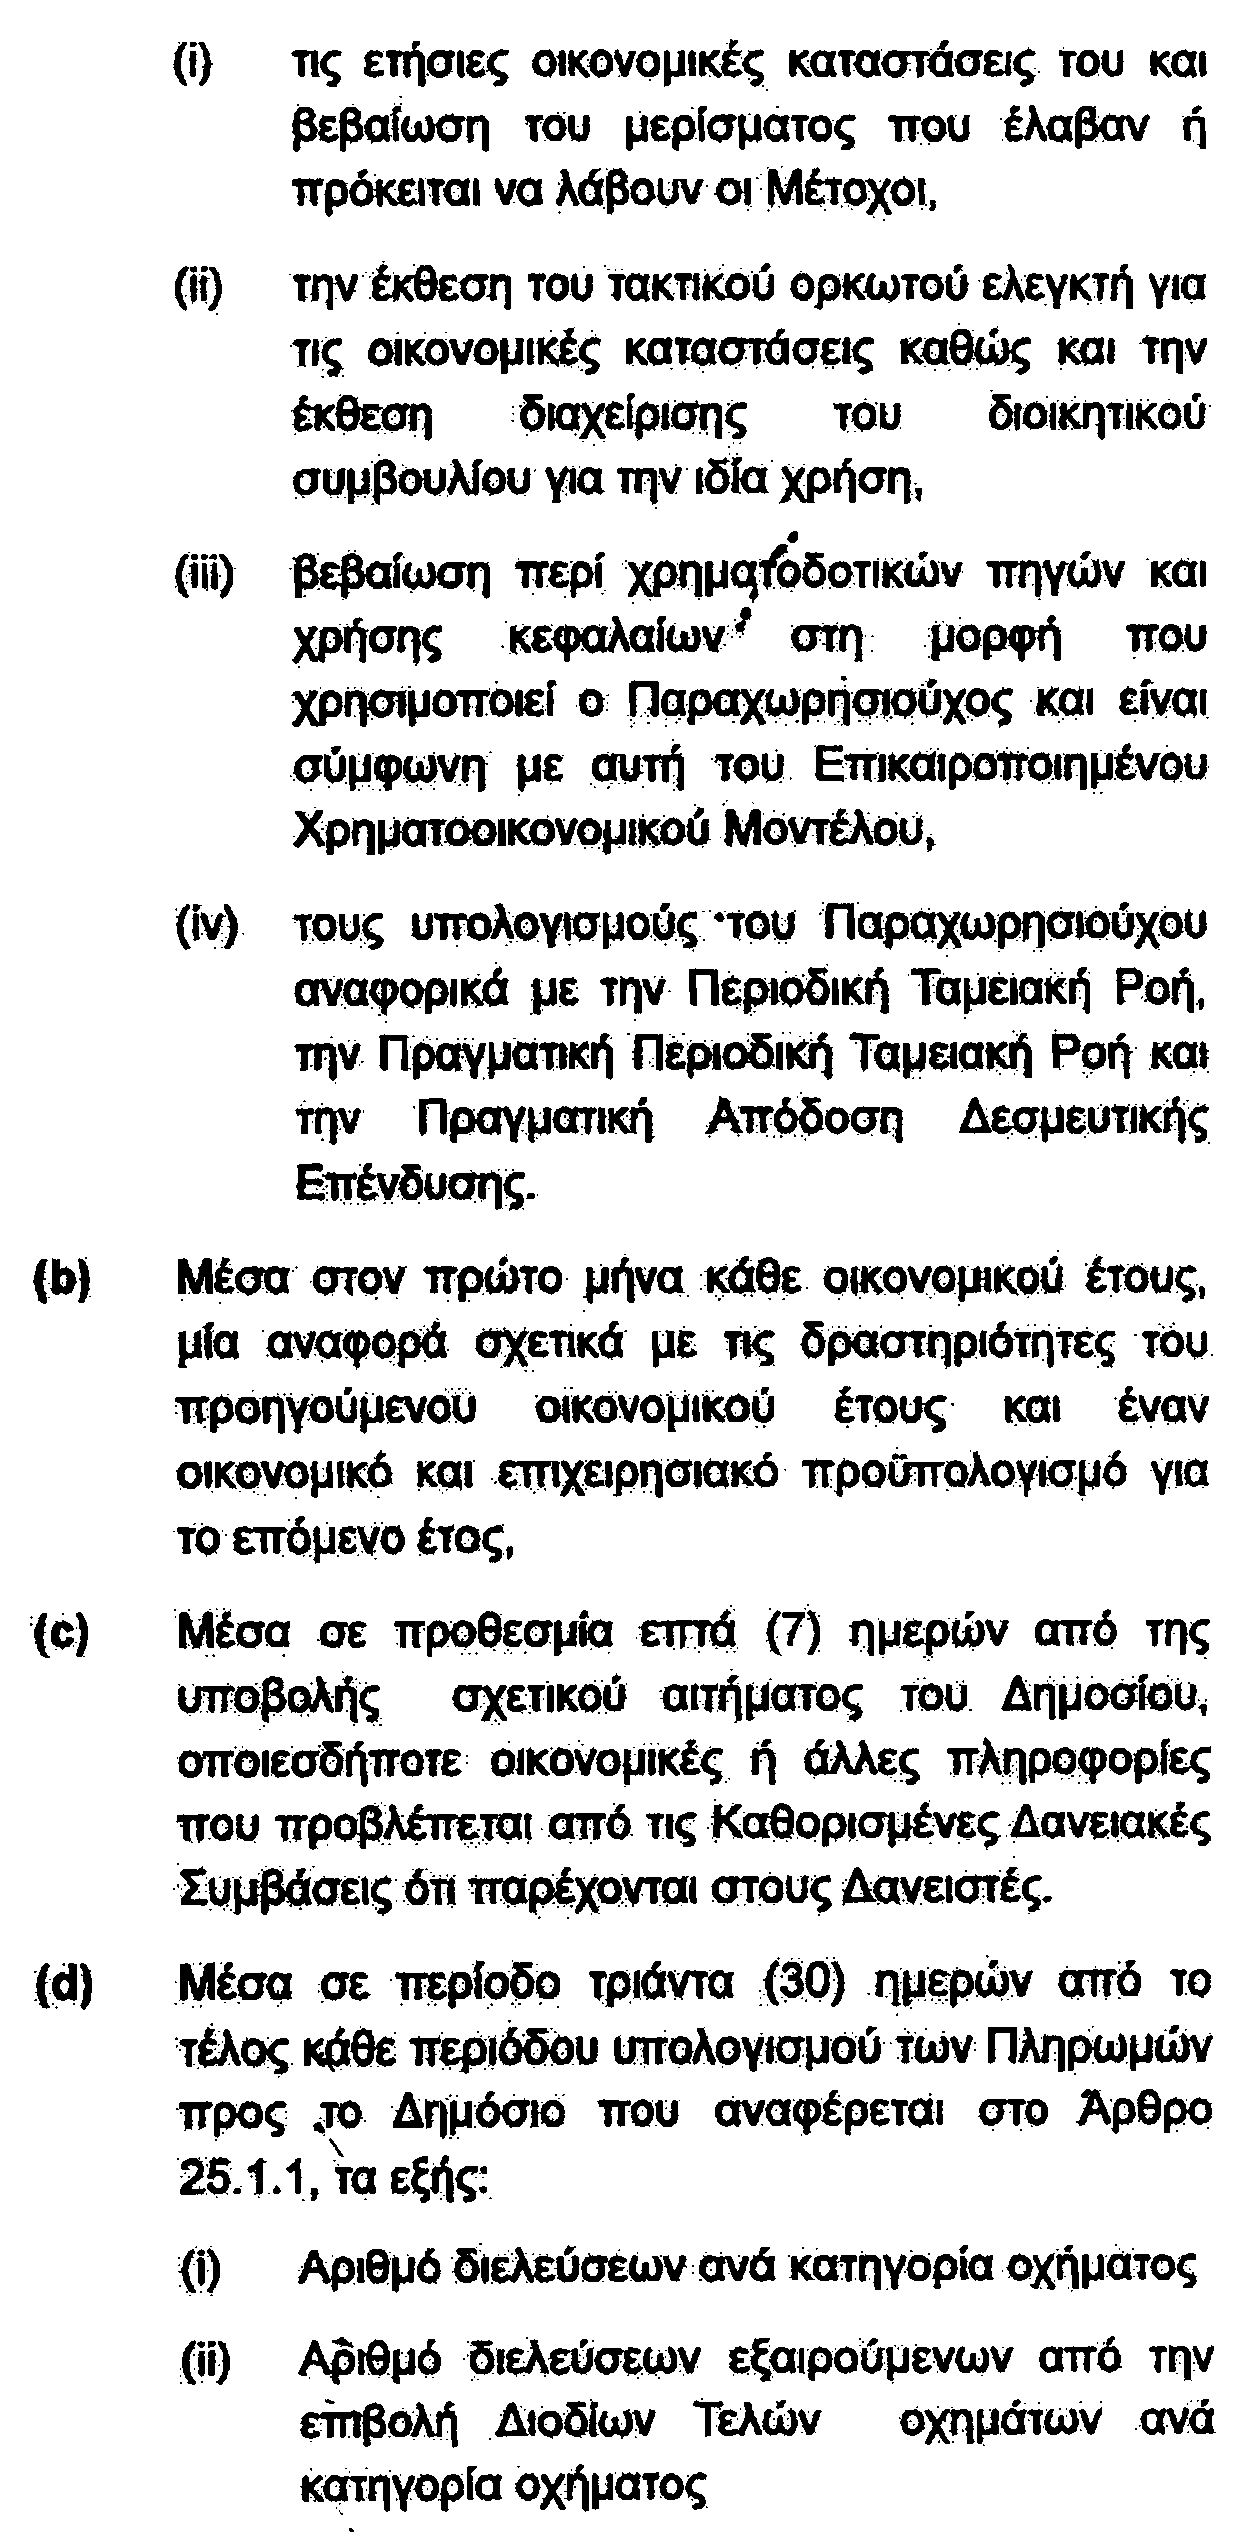 (i) τις ετήσιες οικονομικές καταστάσεις του και
βεβαίωση του μερίσματος που έλαβαν ή
πρόκειται να λάβουν οι Μέτοχοι,
(ii) την έκθεση του τακτικού ορκωτού ελεγκτή για
τις οικονομικές καταστάσεις καθώς και την
έκθεση διαχείρισης του διοικητικού
συμβουλίου για την ιδία χρήση,
(iii) βεβαίωση περί χρηματοδοτικών πηγών και
χρήσης κεφαλαίων στη μορφή που
χρησιμοποιεί ο Παραχωρησιούχος και είναι
σύμφωνη με αυτή του Επικαιροποιημένου
Χρηματοοικονομικού Μοντέλου,
(iv) τους υπολογισμούς του Παραχωρησιούχου
αναφορικά με την Περιοδική Ταμειακή Ροή,
την Πραγματική Περιοδική Ταμειακή Ροή και
την Πραγματική Απόδοση Δεσμευτικής
Επένδυσης.
(b) Μέσα στον πρώτο μήνα κάθε οικονομικού έτους,
μία αναφορά σχετικά με τις δραστηριότητες του
προηγούμενου οικονομικού έτους και έναν
οικονομικό και επιχειρησιακό προϋπολογισμό για
το επόμενο έτος,
(c) Μέσα σε προθεσμία επτά (7) ημερών από της
υποβολής σχετικού αιτήματος του Δημοσίου,
οποιεσδήποτε οικονομικές ή άλλες πληροφορίες
που προβλέπεται από τις Καθορισμένες Δανειακές
Συμβάσεις ότι παρέχονται στους Δανειστές.
(d) Μέσα σε περίοδο τριάντα (30) ημερών από το
τέλος κάθε περιόδου υπολογισμού των Πληρωμών
προς το Δημόσιο που αναφέρεται στο Άρθρο
25.1.1, τα εξής:
(i) Αριθμό διελεύσεων ανά κατηγορία οχήματος
(ii) Αριθμό διελεύσεων εξαιρούμενων από την
επιβολή Διοδίων Τελών οχημάτων ανά
κατηγορία οχήματος